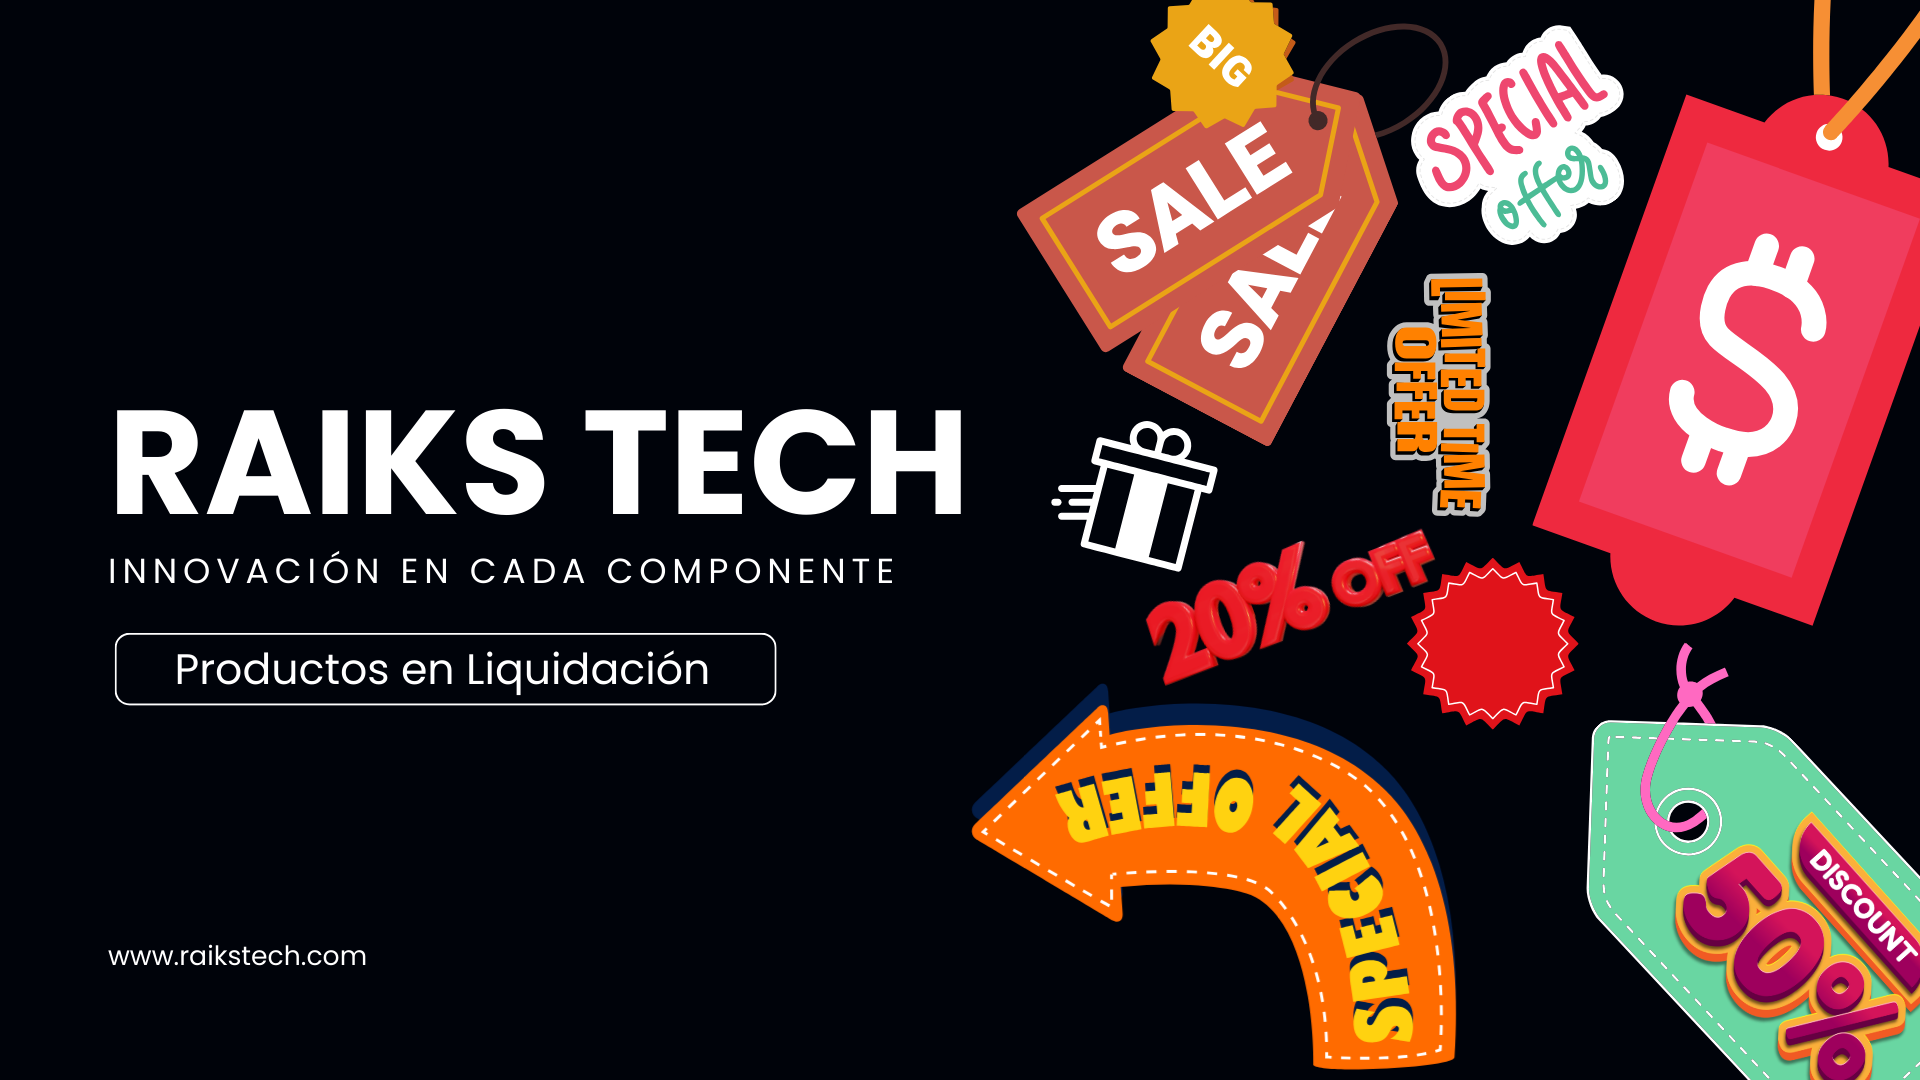 RAIKS TECH
INNOVACIÓN EN CADA COMPONENTE
Productos en Liquidación
www.raikstech.com
BIG
SALE
SPECIAL
offer
LIMITED TIME
OFFER
20% OFF
SPECIAL OFFER
DISCOUNT
50%